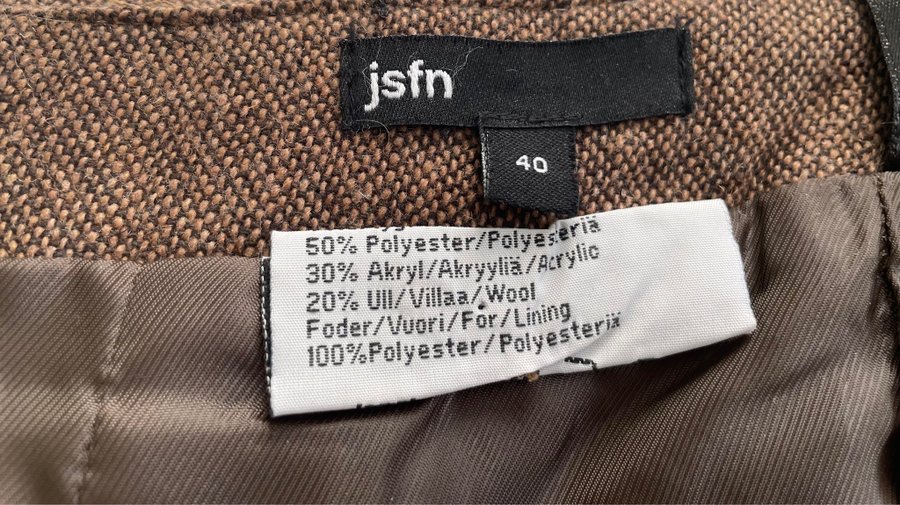 jsfn
40
50% Polyester/Polyesteriä
30% Akryl/Akryyliä/Acrylic
20% Ull/Villaa/Wool
Foder/Vuori/För/Lining
100%Polyester/Polyesteriä